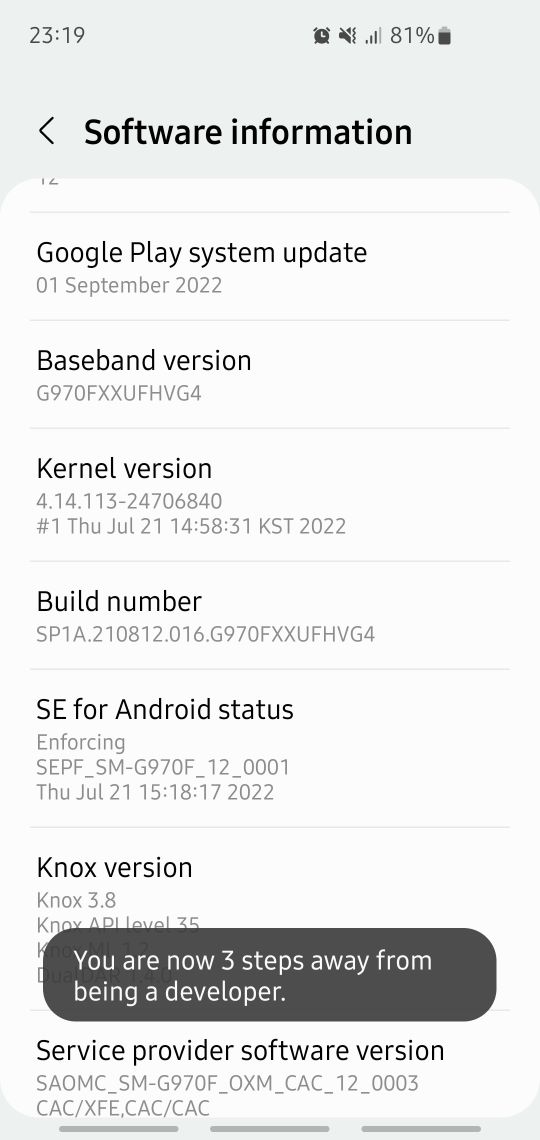 23:19
81%
Software information
12
Google Play system update
01 September 2022
Baseband version
G970FXXUFHVG4
Kernel version
4.14.113-24706840
#1 Thu Jul 21 14:58:31 KST 2022
Build number
SP1A.210812.016.G970FXXUFHVG4
SE for Android status
Enforcing
SEPF_SM-G970F_12_0001
Thu Jul 21 15:18:17 2022
Knox version
Knox 3.8
Knox API level 35
Knox ML 1.2
DualDAR 1.4.0
You are now 3 steps away from
being a developer.
Service provider software version
SAOMC_SM-G970F_OXM_CAC_12_0003
CAC/XFE,CAC/CAC